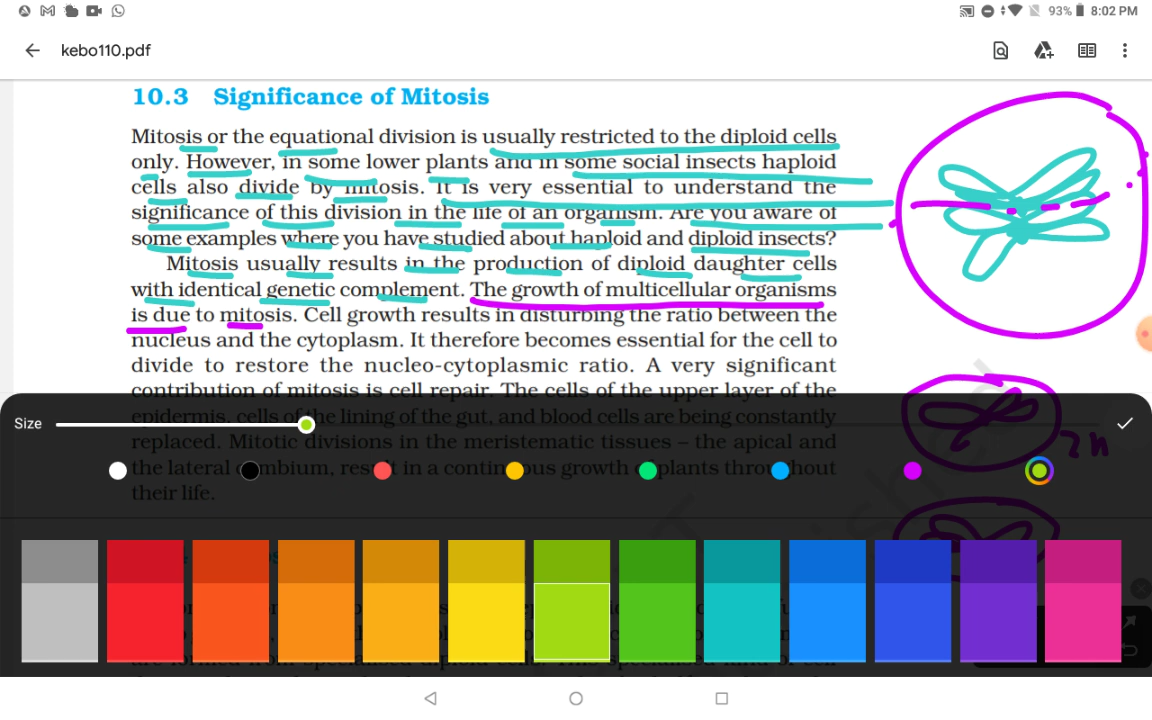 93% 8:02 PM
kebo110.pdf
10.3 Significance of Mitosis
Mitosis or the equational division is usually restricted to the diploid cells
only. However, in some lower plants and in some social insects haploid
cells also divide by mitosis. It is very essential to understand the
significance of this division in the life of an organism. Are you aware of
some examples where you have studied about haploid and diploid insects?
Mitosis usually results in the production of diploid daughter cells
with identical genetic complement. The growth of multicellular organisms
is due to mitosis. Cell growth results in disturbing the ratio between the
nucleus and the cytoplasm. It therefore becomes essential for the cell to
divide to restore the nucleo-cytoplasmic ratio. A very significant
contribution of mitosis is cell repair. The cells of the upper layer of the
epidermis, cells of the lining of the gut, and blood cells are being constantly
replaced. Mitotic divisions in the meristematic tissues – the apical and
the lateral cambium, result in a continuous growth of plants throughout
their life.
Size
2n